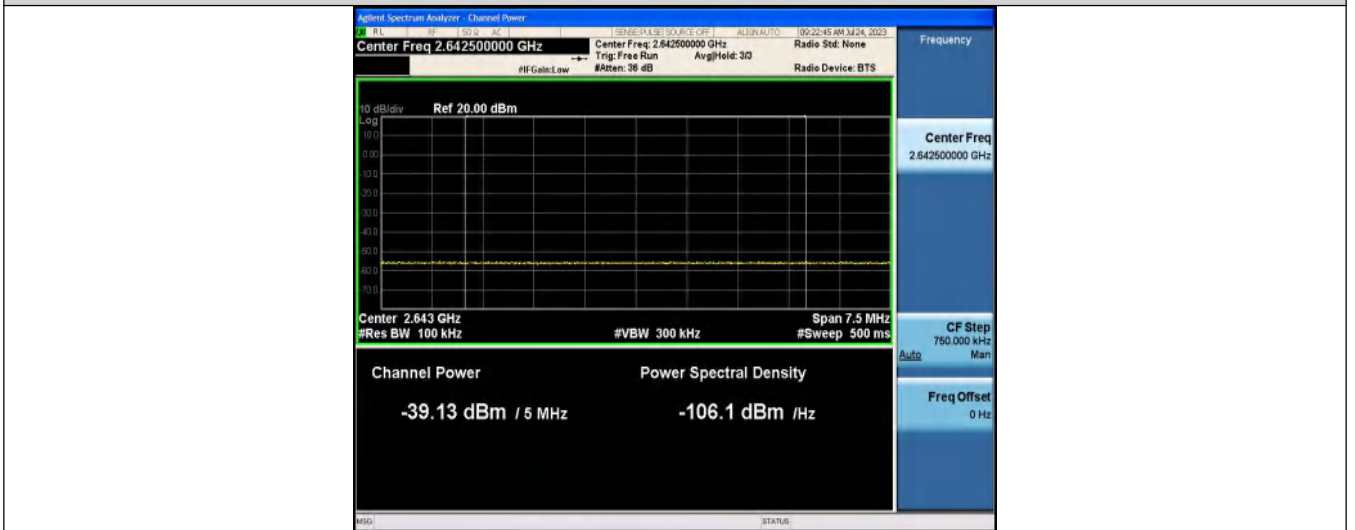 Agilent Spectrum Analyzer - Channel Power
RL RF 50 Ω AC SENSE:PULSE SOURCE OFF ALIGN AUTO 09:22:45 AM Jul 24, 2023
Center Freq 2.642500000 GHz
Center Freq: 2.642500000 GHz
Radio Std: None
Trig: Free Run Avg|Hold: 3/3
#IFGain:Low #Atten: 36 dB Radio Device: BTS
10 dB/div Ref 20.00 dBm
Log
10.0
0.00
-10.0
-20.0
-30.0
-40.0
-50.0
-60.0
-70.0
Center 2.643 GHz Span 7.5 MHz
#Res BW 100 kHz #VBW 300 kHz #Sweep 500 ms
Channel Power Power Spectral Density
-39.13 dBm / 5 MHz -106.1 dBm /Hz
MSG STATUS
Frequency
Center Freq
2.642500000 GHz
CF Step
750.000 kHz
Auto Man
Freq Offset
0 Hz